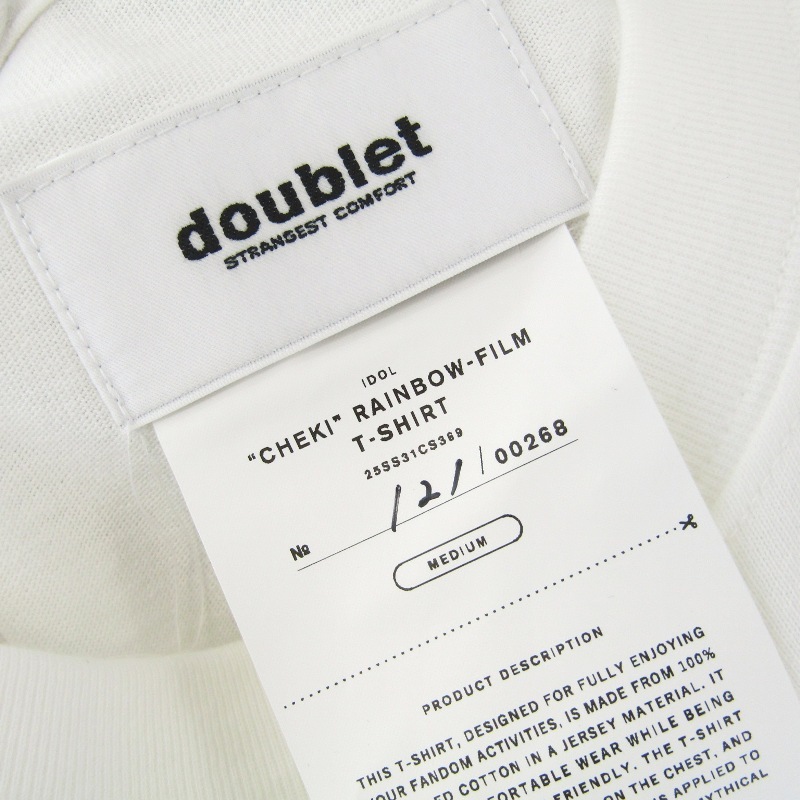 doublet
STRANGEST COMFORT
IDOL
“CHEKI” RAINBOW-FILM
T-SHIRT
25SS31CS369
№ 121/00268
MEDIUM
PRODUCT DESCRIPTION
THIS T-SHIRT, DESIGNED FOR FULLY ENJOYING
YOUR FANDOM ACTIVITIES, IS MADE FROM 100%
COTTON IN A JERSEY MATERIAL. IT
WEAR WHILE BEING
FRIENDLY. THE T-SHIRT
ON THE CHEST, AND
IS APPLIED TO
MYTHICAL